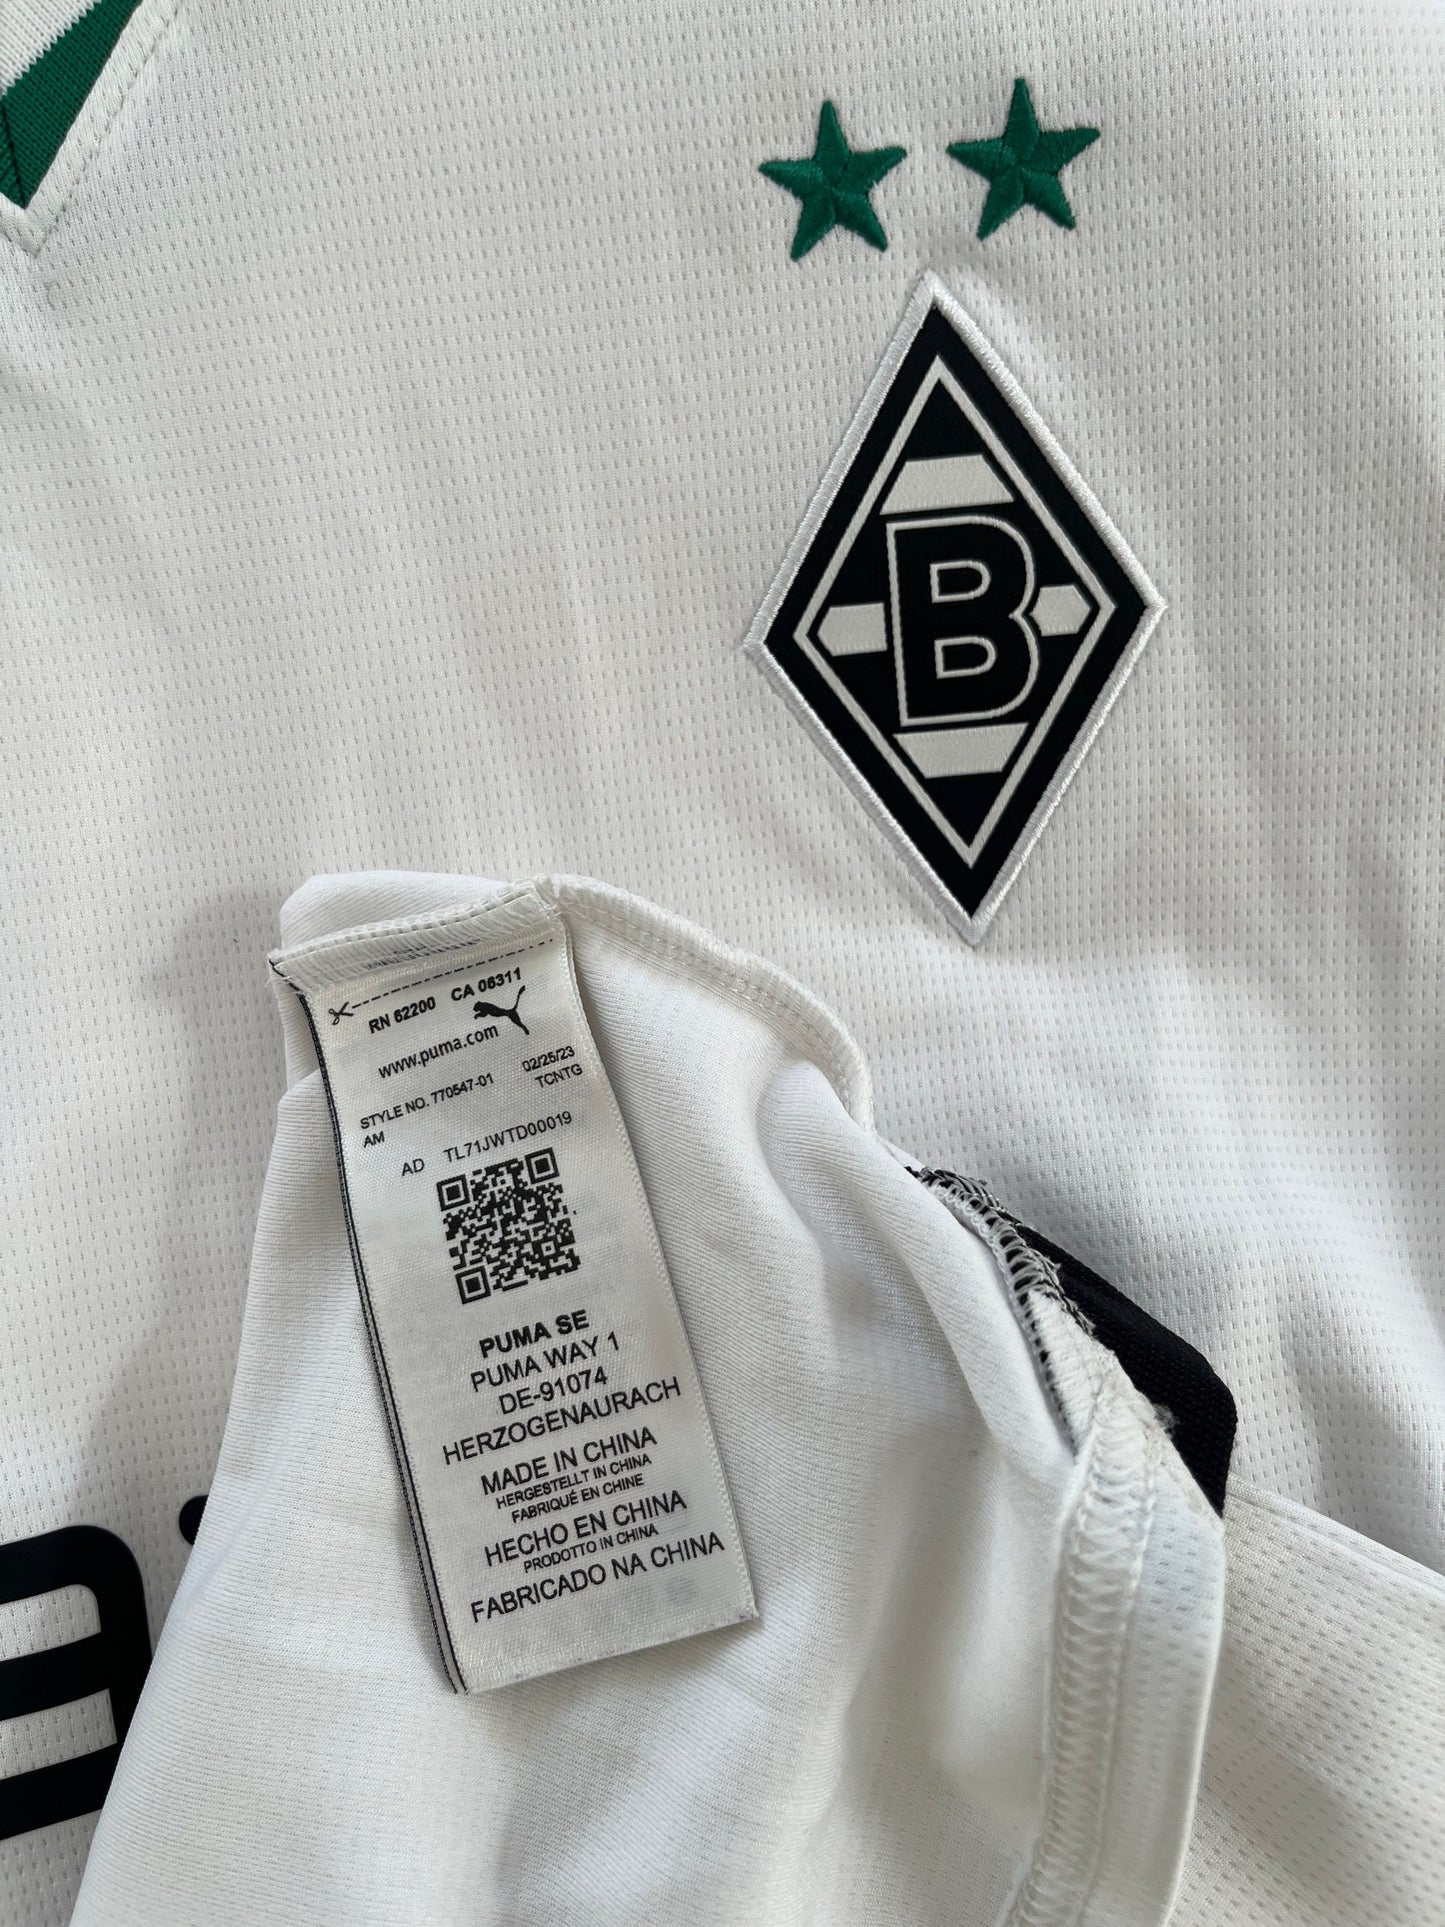 B
RN 62200 CA 06311
www.puma.com
STYLE NO. 770547-01 02/25/23
AM TCNTG
AD TL71JWTD00019
PUMA SE
PUMA WAY 1
DE-91074
HERZOGENAURACH
MADE IN CHINA
HERGESTELLT IN CHINA
FABRIQUÉ EN CHINE
HECHO EN CHINA
PRODOTTO IN CHINA
FABRICADO NA CHINA